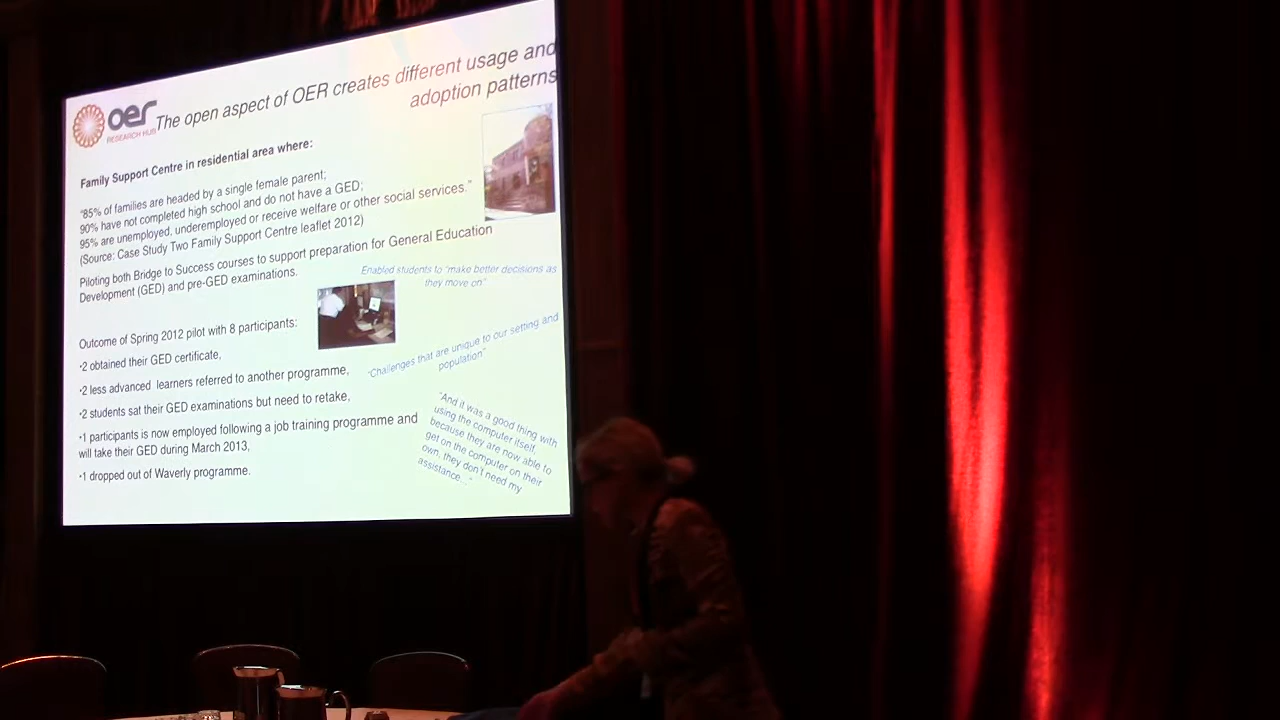 oer
RESEARCH HUB
The open aspect of OER creates different usage and
adoption patterns
Family Support Centre in residential area where:
"85% of families are headed by a single female parent;
90% have not completed high school and do not have a GED;
95% are unemployed, underemployed or receive welfare or other social services."
(Source: Case Study Two Family Support Centre leaflet 2012)
Piloting both Bridge to Success courses to support preparation for General Education
Development (GED) and pre-GED examinations.
Enabled students to "make better decisions as
they move on"
Outcome of Spring 2012 pilot with 8 participants:
•2 obtained their GED certificate,
•2 less advanced learners referred to another programme,
•2 students sat their GED examinations but need to retake,
•1 participants is now employed following a job training programme and
will take their GED during March 2013,
•1 dropped out of Waverly programme.
"Challenges that are unique to our setting and
population"
"And it was a good thing with
using the computer itself,
because they are now able to
get on the computer on their
own, they don't need my
assistance..."